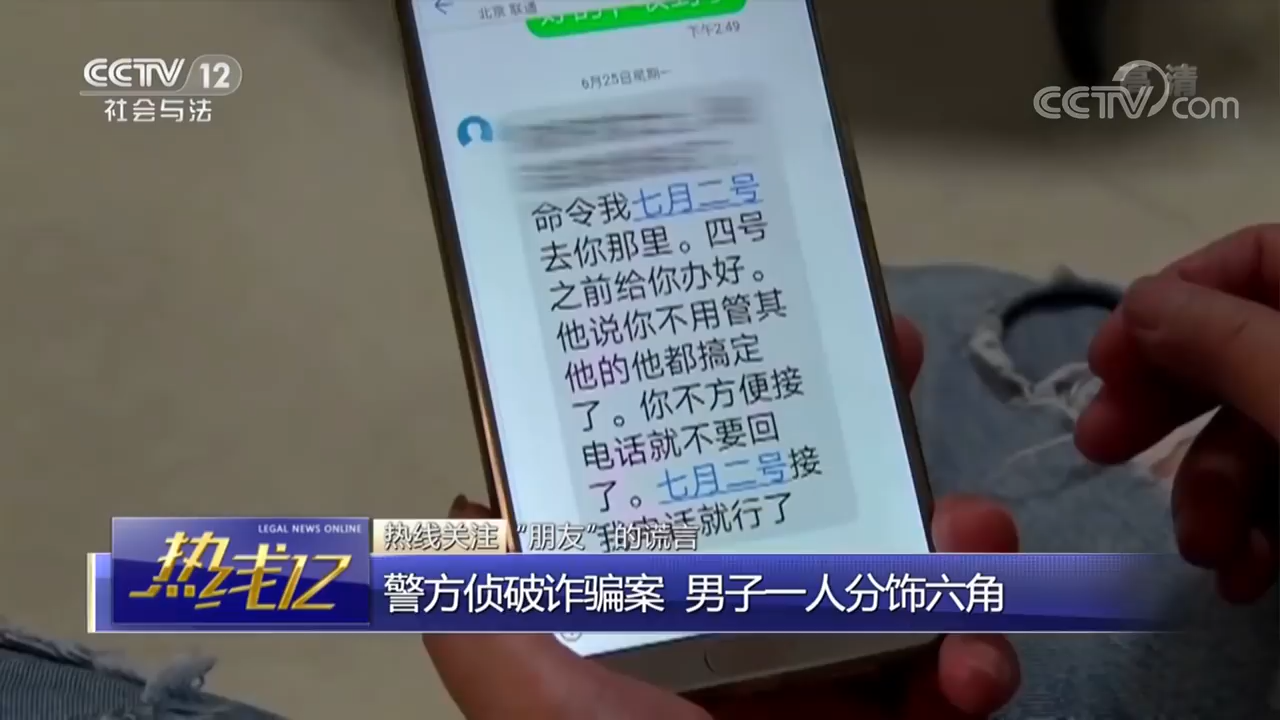 CCTV 12
社会与法
高清
CCTV com
北京 联通
下午2:49
6月25日星期一
命令我七月二号
去你那里。四号
之前给你办好。
他说你不用管其
他的他都搞定
了。你不方便接
电话就不要回
了。七月二号接
我电话就行了
LEGAL NEWS ONLINE
热线12
热线关注 “朋友”的谎言
警方侦破诈骗案 男子一人分饰六角